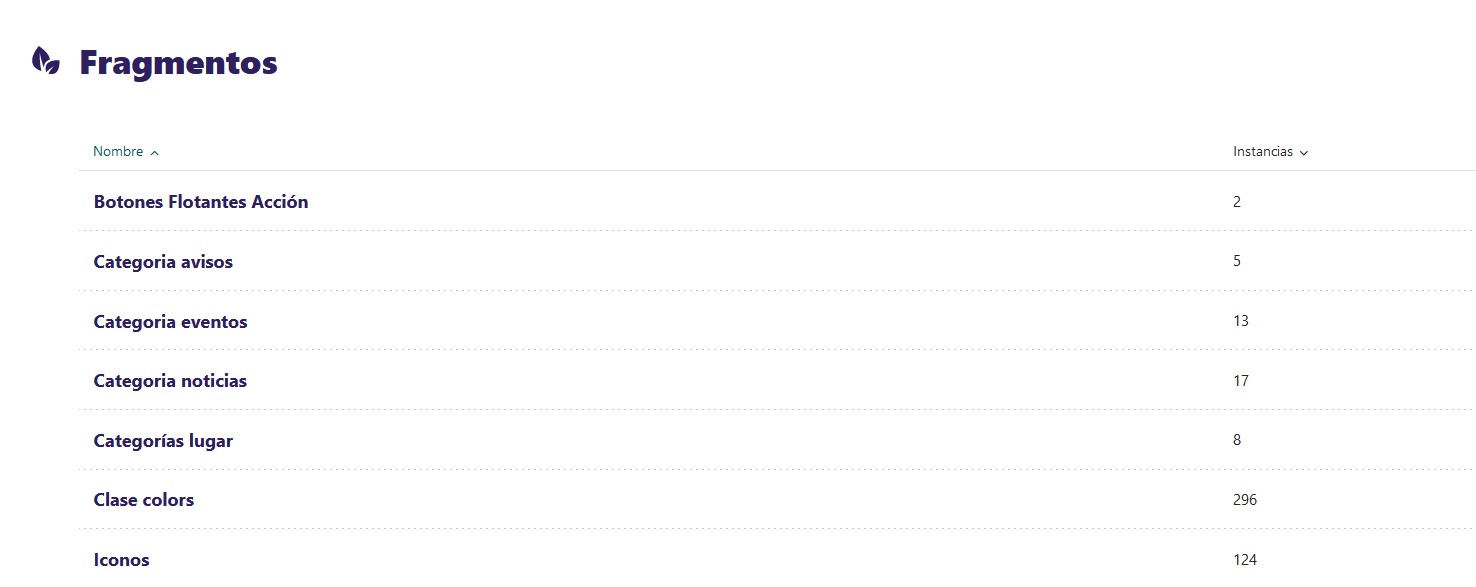 Fragmentos
Nombre Instancias
Botones Flotantes Acción 2
Categoria avisos 5
Categoria eventos 13
Categoria noticias 17
Categorías lugar 8
Clase colors 296
Iconos 124